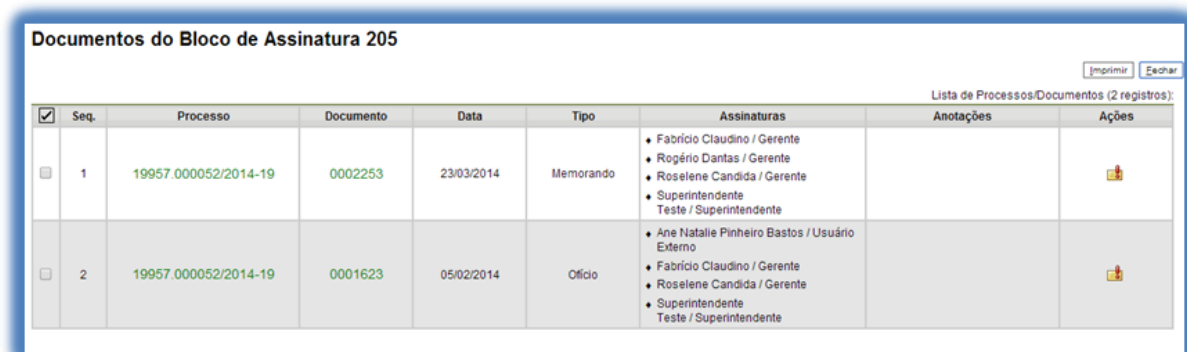 Documentos do Bloco de Assinatura 205
Imprimir Fechar
Lista de Processos/Documentos (2 registros):
Seq. Processo Documento Data Tipo Assinaturas Anotações Ações
1 19957.000052/2014-19 0002253 23/03/2014 Memorando
Fabrício Claudino / Gerente
Rogério Dantas / Gerente
Roselene Candida / Gerente
Superintendente
Teste / Superintendente
2 19957.000052/2014-19 0001623 05/02/2014 Ofício
Ane Natalie Pinheiro Bastos / Usuário
Externo
Fabrício Claudino / Gerente
Roselene Candida / Gerente
Superintendente
Teste / Superintendente